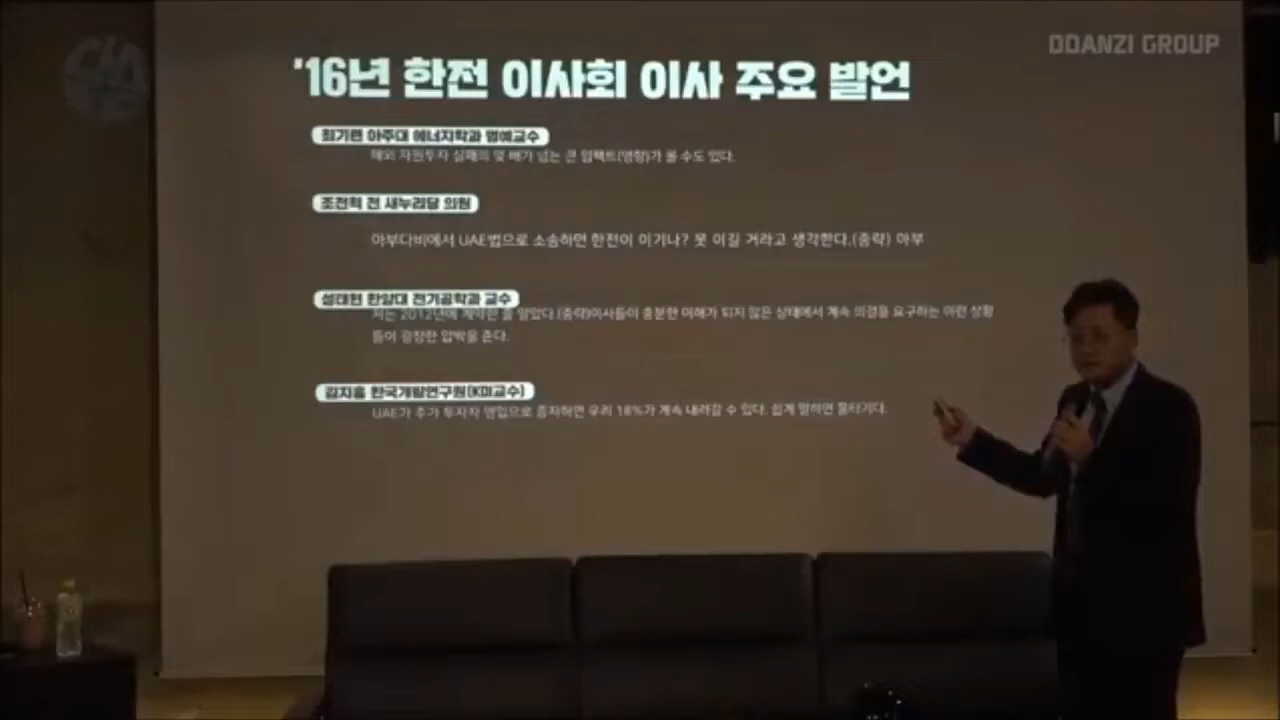 DDANZI GROUP
'16년 한전 이사회 이사 주요 발언
최기련 아주대 에너지학과 명예교수
해외 자원투자 실패의 몇 배가 넘는 큰 임팩트(영향)가 올 수도 있다.
조전혁 전 새누리당 의원
아부다비에서 UAE법으로 소송하면 한전이 이기나? 못 이길 거라고 생각한다.(중략) 아부
성태현 한양대 전기공학과 교수
저는 2012년에 계약한 줄 알았다.(중략)이사들이 충분한 이해가 되지 않은 상태에서 계속 의결을 요구하는 이런 상황
들이 굉장한 압박을 준다.
김지홍 한국개발연구원(KDI교수)
UAE가 추가 투자자 영입으로 증자하면 우리 18%가 계속 내려갈 수 있다. 쉽게 말하면 물타기다.